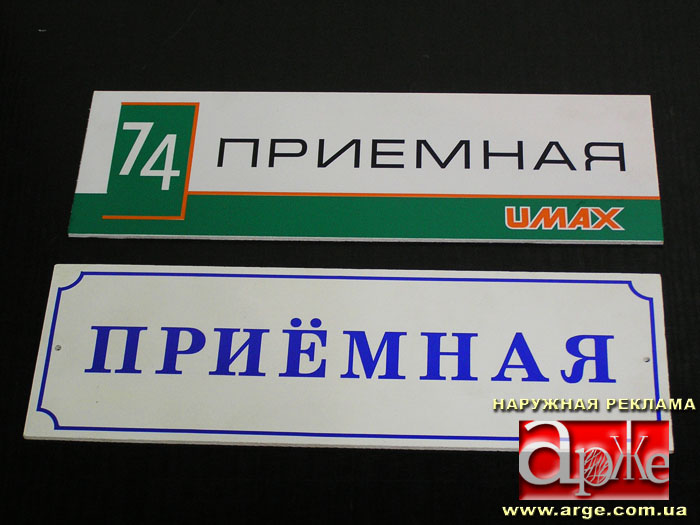 74 ПРИЕМНАЯ
UMAX
ПРИЁМНАЯ
НАРУЖНАЯ РЕКЛАМА
арже
www.arge.com.ua